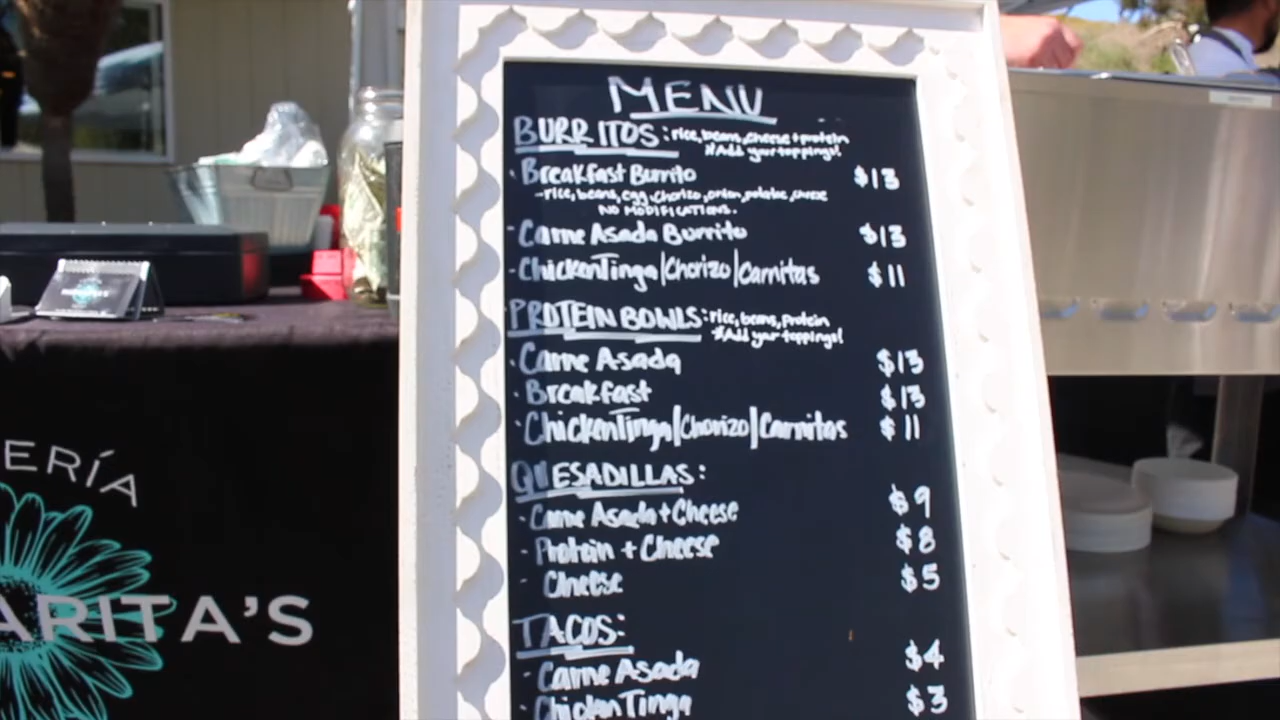 MENU
BURRITOS: rice, beans, cheese + protein
*Add your toppings!
· Breakfast Burrito $13
- rice, beans, egg, chorizo, onion, potatoe, cheese
NO MODIFICATIONS.
- Carne Asada Burrito $13
- Chicken Tinga|Chorizo|Carnitas $11
PROTEIN BOWLS: rice, beans, protein
*Add your toppings!
· Carne Asada $13
· Breakfast $13
· Chicken Tinga|Chorizo|Carnitas $11
QUESADILLAS:
- Carne Asada + Cheese $9
- Protein + Cheese $8
- Cheese $5
TACOS:
- Carne Asada $4
- Chicken Tinga $3
ERÍA
ARITA'S